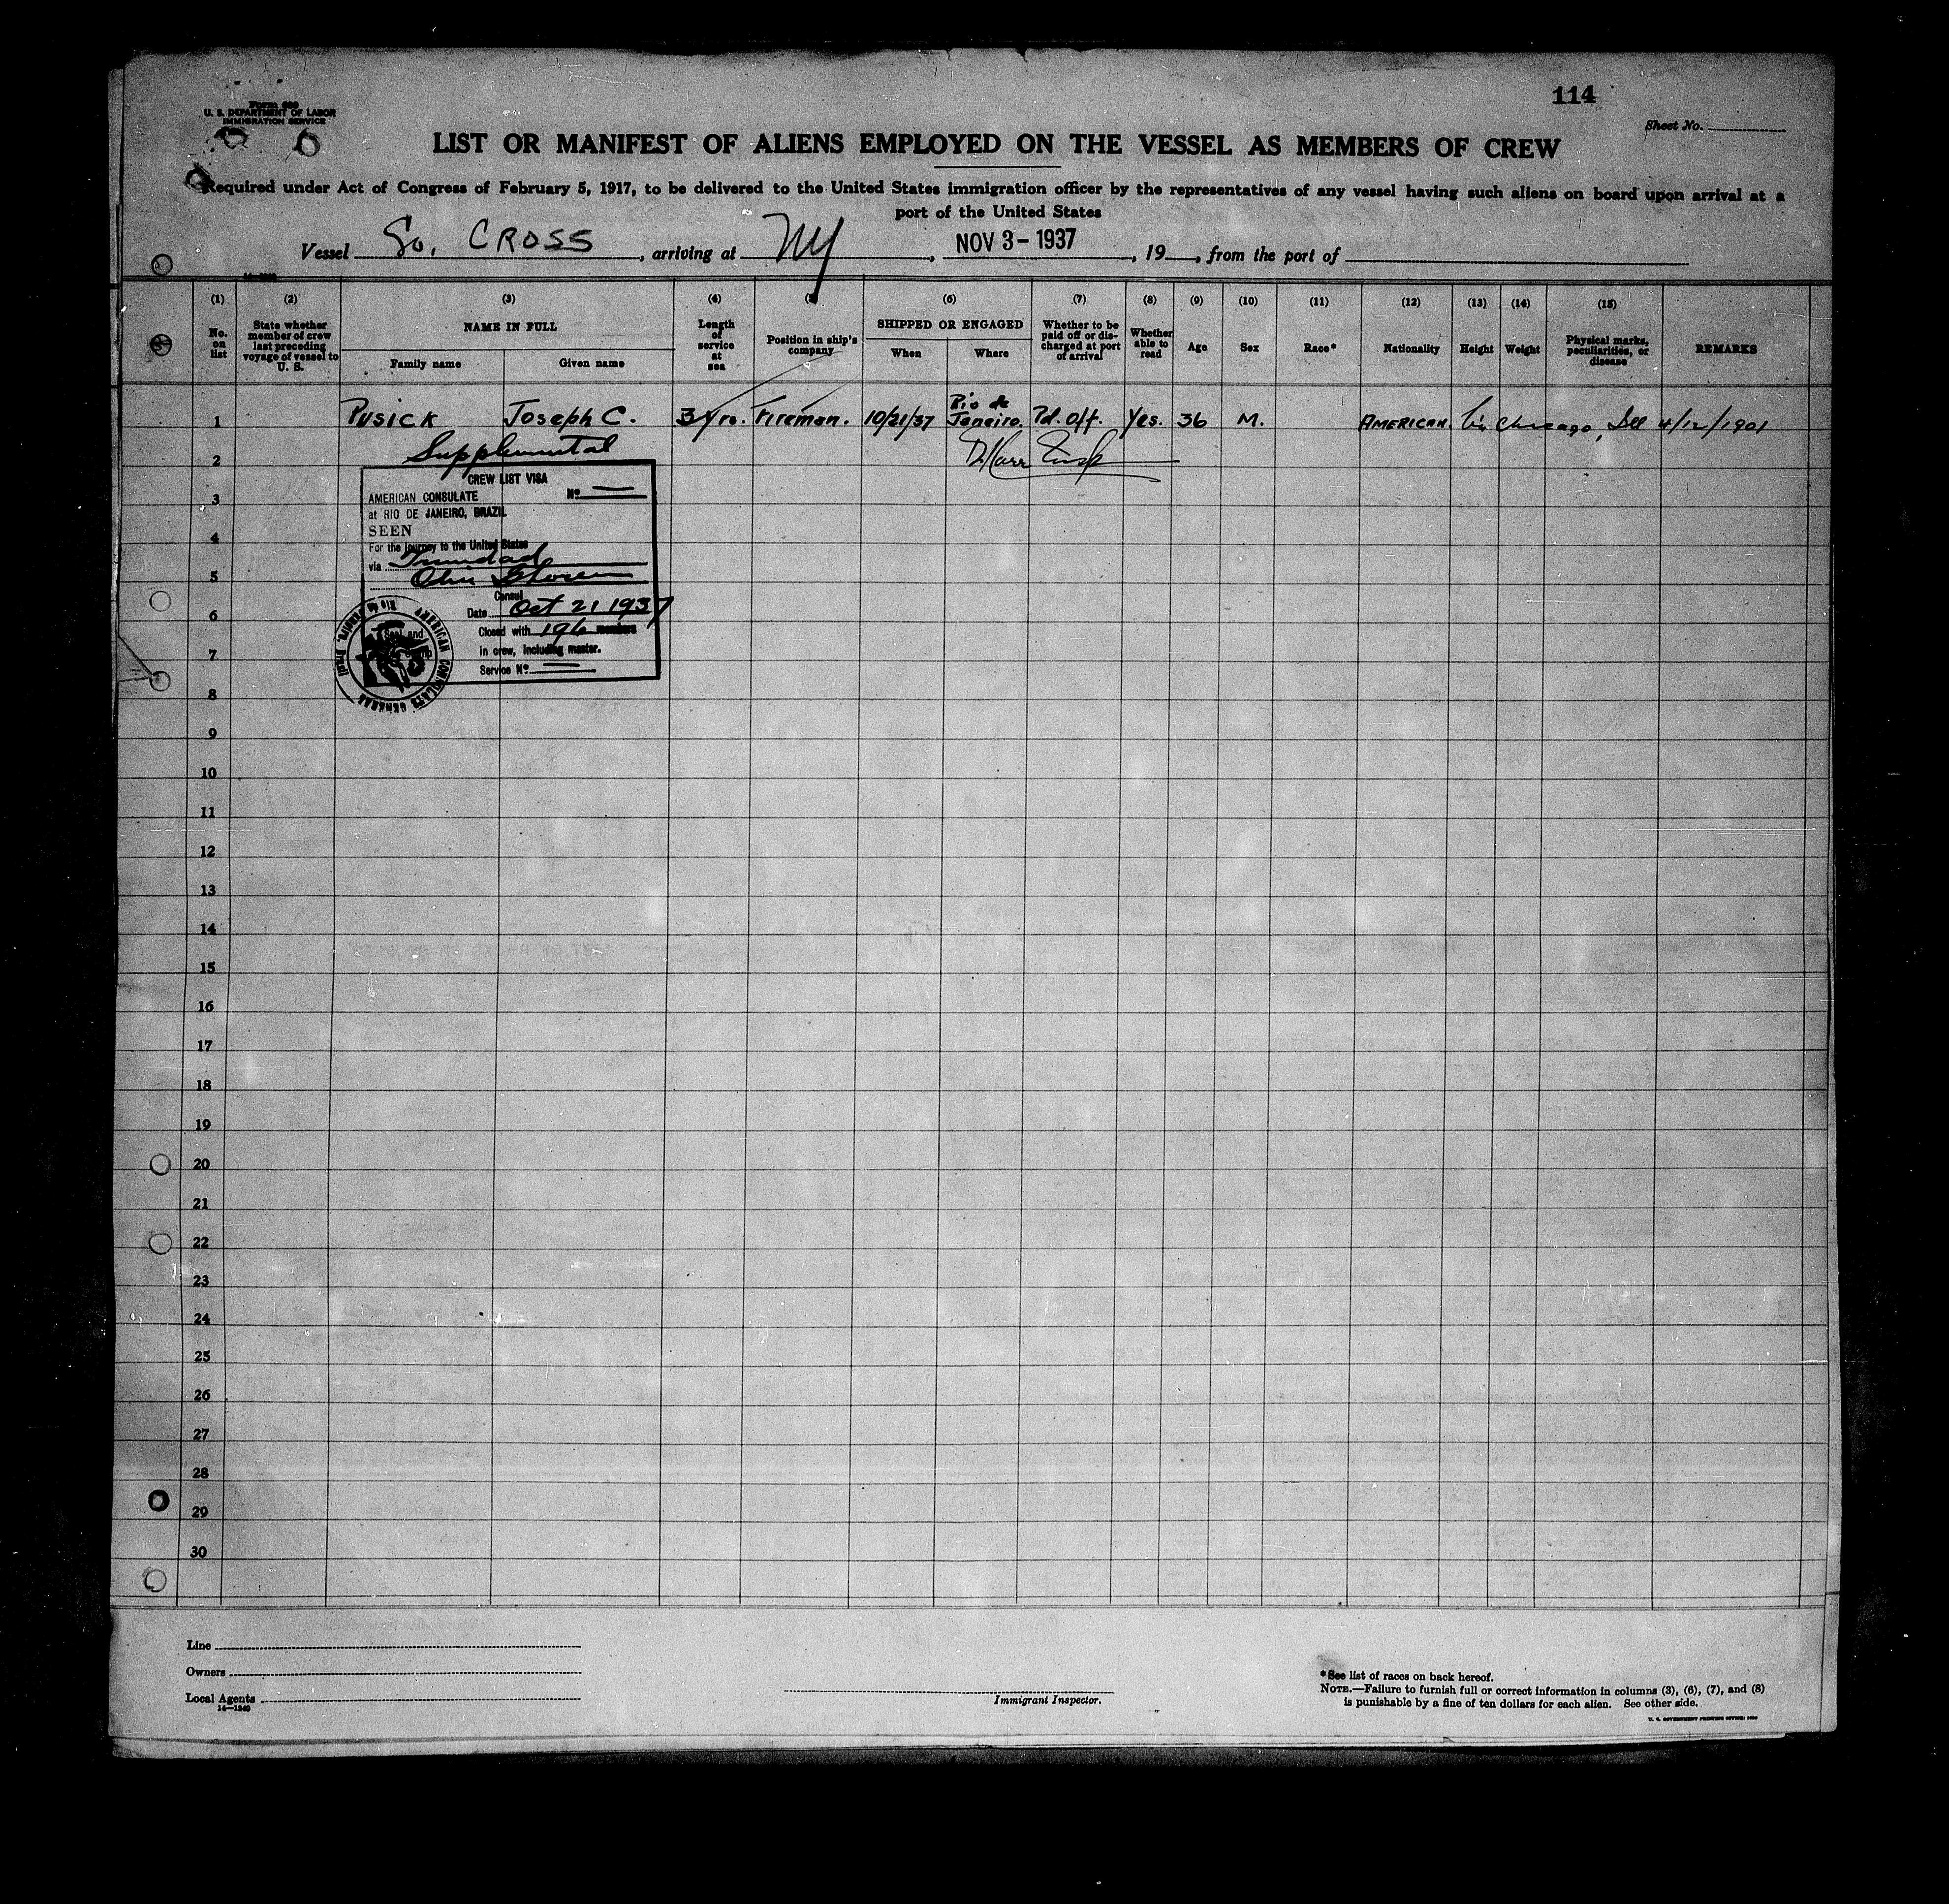 114
Form 680
U. S. DEPARTMENT OF LABOR
IMMIGRATION SERVICE
Sheet No.
LIST OR MANIFEST OF ALIENS EMPLOYED ON THE VESSEL AS MEMBERS OF CREW
Required under Act of Congress of February 5, 1917, to be delivered to the United States immigration officer by the representatives of any vessel having such aliens on board upon arrival at a
port of the United States
Vessel So. CROSS, arriving at NY, NOV 3 - 1937, 19, from the port of
(1) (2) (3) (4) (5) (6) (7) (8) (9) (10) (11) (12) (13) (14) (15)
No. on list
State whether member of crew last preceding voyage of vessel to U. S.
NAME IN FULL
Family name Given name
Length of service at sea
Position in ship's company
SHIPPED OR ENGAGED
When Where
Whether to be paid off or discharged at port of arrival
Whether able to read
Age
Sex
Race*
Nationality
Height
Weight
Physical marks, peculiarities, or disease
REMARKS
1 Pusick Joseph C. 3 yrs. Fireman. 10/21/37 Rio de Janeiro. Pd. Off. Yes. 36 M. AMERICAN. Chicago, Ill 4/12/1901
Supplemental
2
CREW LIST VISA
AMERICAN CONSULATE No
3
at RIO DE JANEIRO, BRAZIL
SEEN
4
For the journey to the United States
via Trinidad
5
Consul
Date Oct 21 1937
6
Closed with 196 members
in crew, including master.
7
Service No
AMERICAN CONSULATE GENERAL
Rio de Janeiro, Brazil
8
9
10
11
12
13
14
15
16
17
18
19
20
21
22
23
24
25
26
27
28
29
30
Line
Owners
Local Agents
14—1240
Immigrant Inspector.
*See list of races on back hereof.
NOTE.—Failure to furnish full or correct information in columns (3), (6), (7), and (8)
is punishable by a fine of ten dollars for each alien. See other side.